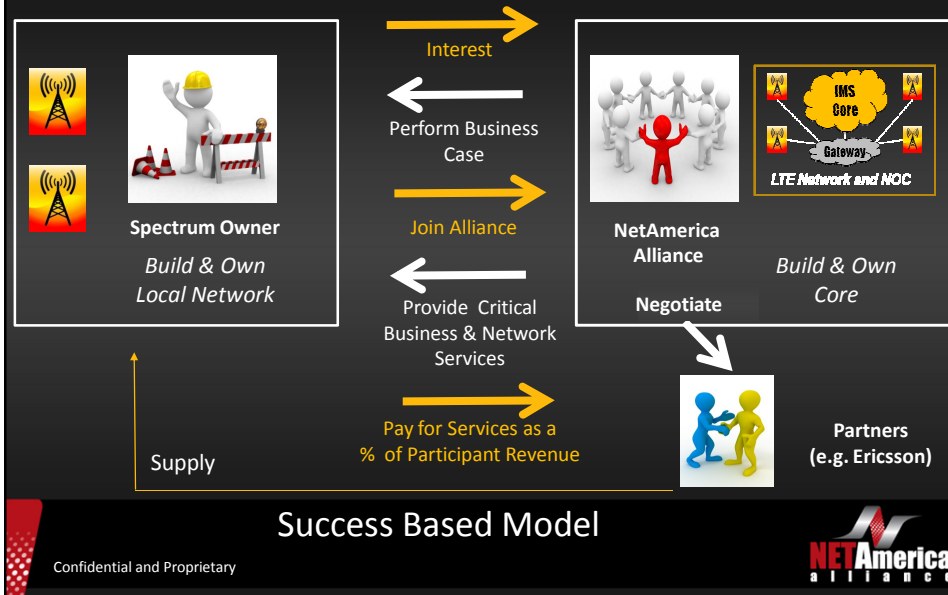 Interest
Perform Business
Case
Join Alliance
Provide Critical
Business & Network
Services
Pay for Services as a
% of Participant Revenue
Spectrum Owner
Build & Own
Local Network
NetAmerica
Alliance
Negotiate
IMS
Core
Gateway
LTE Network and NOC
Build & Own
Core
Partners
(e.g. Ericsson)
Supply
Success Based Model
Confidential and Proprietary
NETAmerica
alliance